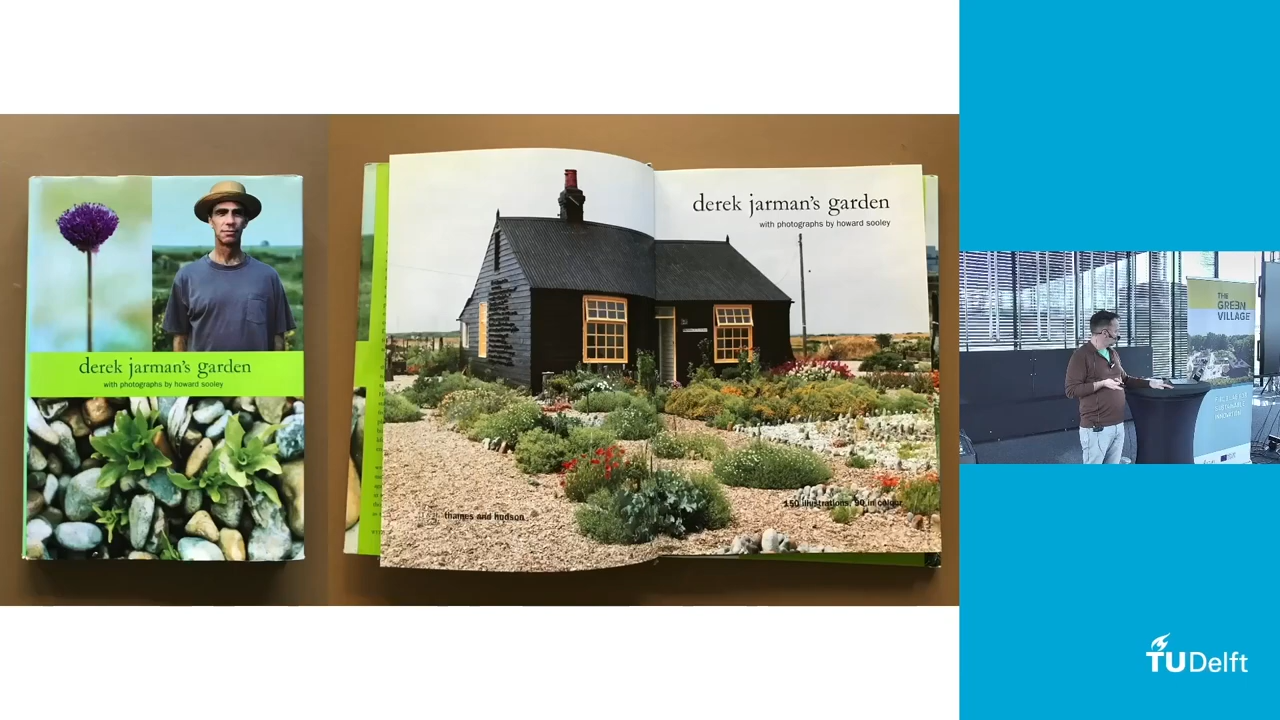 derek jarman's garden
with photographs by howard sooley
derek jarman's garden
with photographs by howard sooley
thames and hudson
150 illustrations, 90 in colour
THE
GREEN
VILLAGE
TUDelft